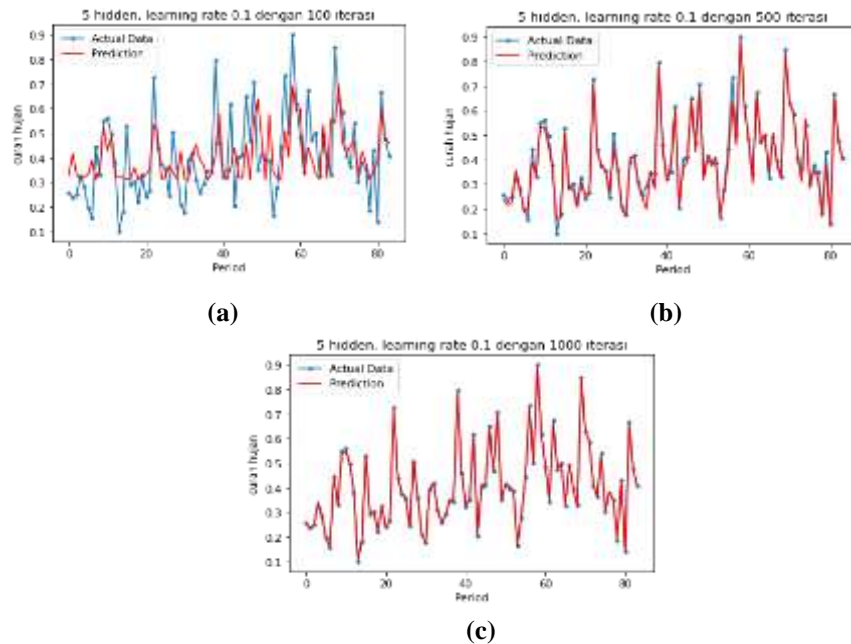 5 hidden, learning rate 0.1 dengan 100 iterasi
Actual Data
Prediction
curah hujan
0.9
0.8
0.7
0.6
0.5
0.4
0.3
0.2
0.1
0 20 40 60 80
Period
(a)
5 hidden, learning rate 0.1 dengan 500 iterasi
Actual Data
Prediction
curah hujan
0.9
0.8
0.7
0.6
0.5
0.4
0.3
0.2
0.1
0 20 40 60 80
Period
(b)
5 hidden, learning rate 0.1 dengan 1000 iterasi
Actual Data
Prediction
curah hujan
0.9
0.8
0.7
0.6
0.5
0.4
0.3
0.2
0.1
0 20 40 60 80
Period
(c)